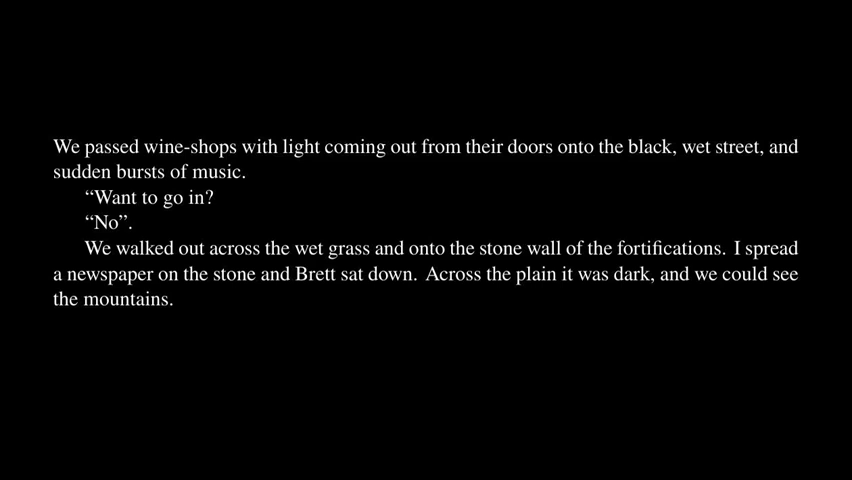 We passed wine-shops with light coming out from their doors onto the black, wet street, and
sudden bursts of music.
“Want to go in?
“No”.
We walked out across the wet grass and onto the stone wall of the fortifications. I spread
a newspaper on the stone and Brett sat down. Across the plain it was dark, and we could see
the mountains.